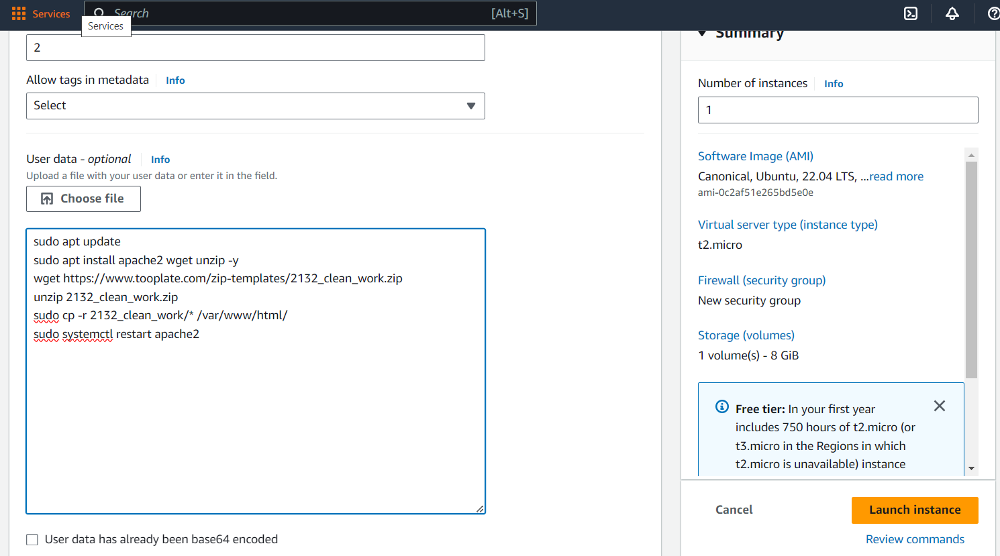 Services
Search
[Alt+S]
Services
2
Allow tags in metadata
Info
Select
User data - optional
Info
Upload a file with your user data or enter it in the field.
Choose file
sudo apt update
sudo apt install apache2 wget unzip -y
wget https://www.tooplate.com/zip-templates/2132_clean_work.zip
unzip 2132_clean_work.zip
sudo cp -r 2132_clean_work/* /var/www/html/
sudo systemctl restart apache2
User data has already been base64 encoded
Summary
Number of instances
Info
1
Software Image (AMI)
Canonical, Ubuntu, 22.04 LTS, ...read more
ami-0c2af51e265bd5e0e
Virtual server type (instance type)
t2.micro
Firewall (security group)
New security group
Storage (volumes)
1 volume(s) - 8 GiB
Free tier: In your first year
includes 750 hours of t2.micro (or
t3.micro in the Regions in which
t2.micro is unavailable) instance
Cancel
Launch instance
Review commands